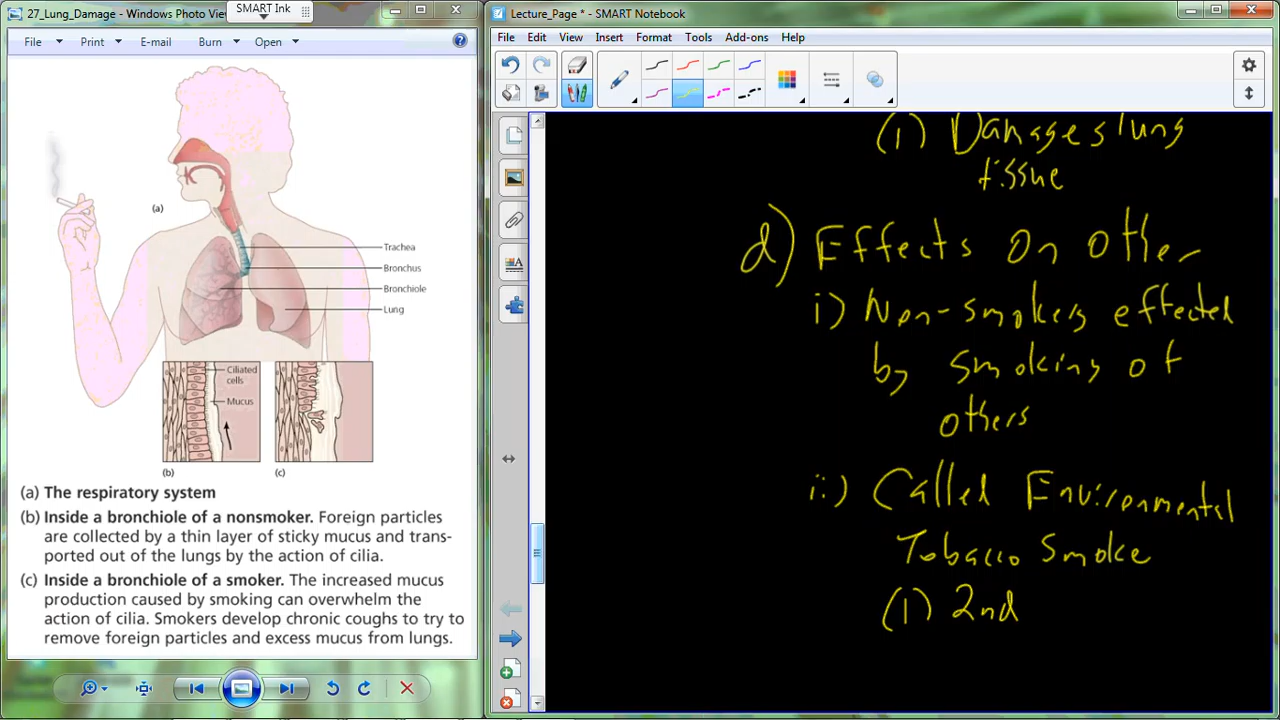 27_Lung_Damage - Windows Photo View
SMART Ink
File Print E-mail Burn Open
(a)
Trachea
Bronchus
Bronchiole
Lung
Ciliated
cells
Mucus
(b) (c)
(a) The respiratory system
(b) Inside a bronchiole of a nonsmoker. Foreign particles
are collected by a thin layer of sticky mucus and trans-
ported out of the lungs by the action of cilia.
(c) Inside a bronchiole of a smoker. The increased mucus
production caused by smoking can overwhelm the
action of cilia. Smokers develop chronic coughs to try to
remove foreign particles and excess mucus from lungs.
Lecture_Page * - SMART Notebook
File Edit View Insert Format Tools Add-ons Help
(1) Damages lung
tissue
d) Effects On Other
i) Non-smokers effected
by smoking of
others
ii) Called Environmental
Tobacco Smoke
(1) 2nd